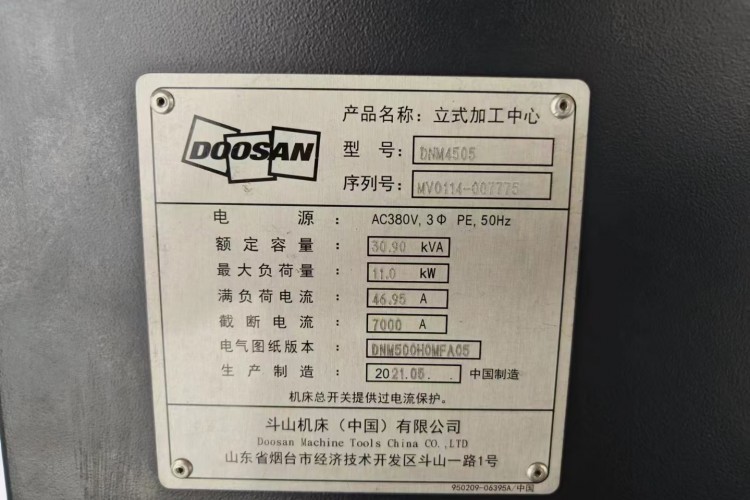 DOOSAN
产品名称: 立式加工中心
型 号: DNM4505
序列号: MV0114-007775
电 源 : AC380V, 3Φ PE, 50Hz
额定容量 : 30.90 kVA
最大负荷量 : 11.0 kW
满负荷电流 : 46.95 A
截断电流 : 7000 A
电气图纸版本 : DNM500H0MFA05
生产制造 : 2021.05. 中国制造
机床总开关提供过电流保护。
斗山机床（中国）有限公司
Doosan Machine Tools China CO.,LTD
山东省烟台市经济技术开发区斗山一路1号
950209-06395A/中国